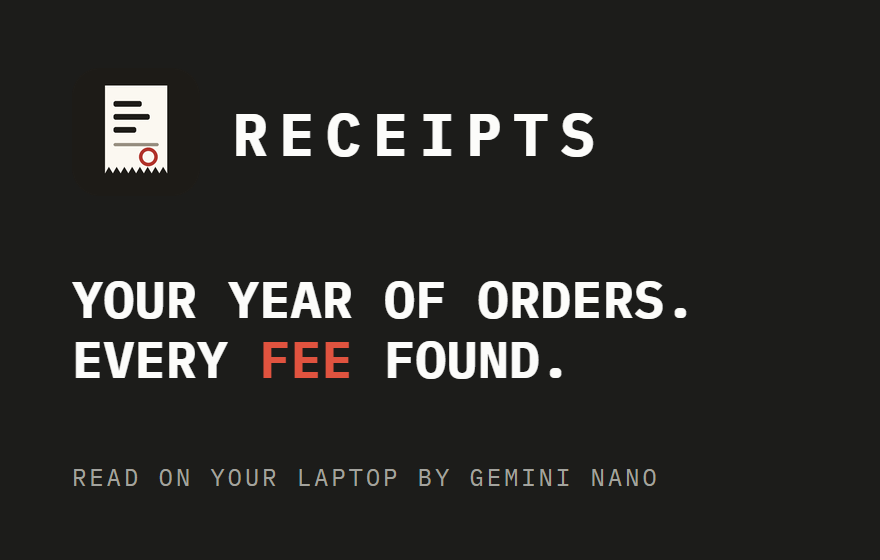 RECEIPTS
YOUR YEAR OF ORDERS.
EVERY FEE FOUND.
READ ON YOUR LAPTOP BY GEMINI NANO